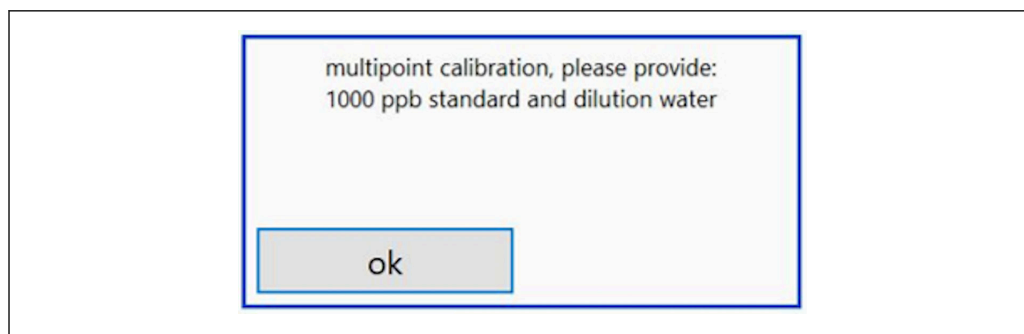 multipoint calibration, please provide:
1000 ppb standard and dilution water
ok